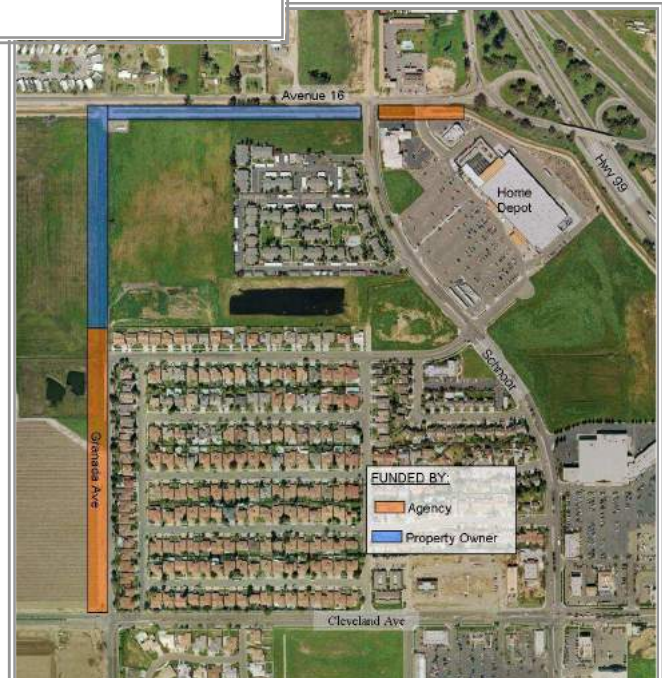 Avenue 16
Hwy 99
Home
Depot
Schnoor
Granada Ave
FUNDED BY:
Agency
Property Owner
Cleveland Ave